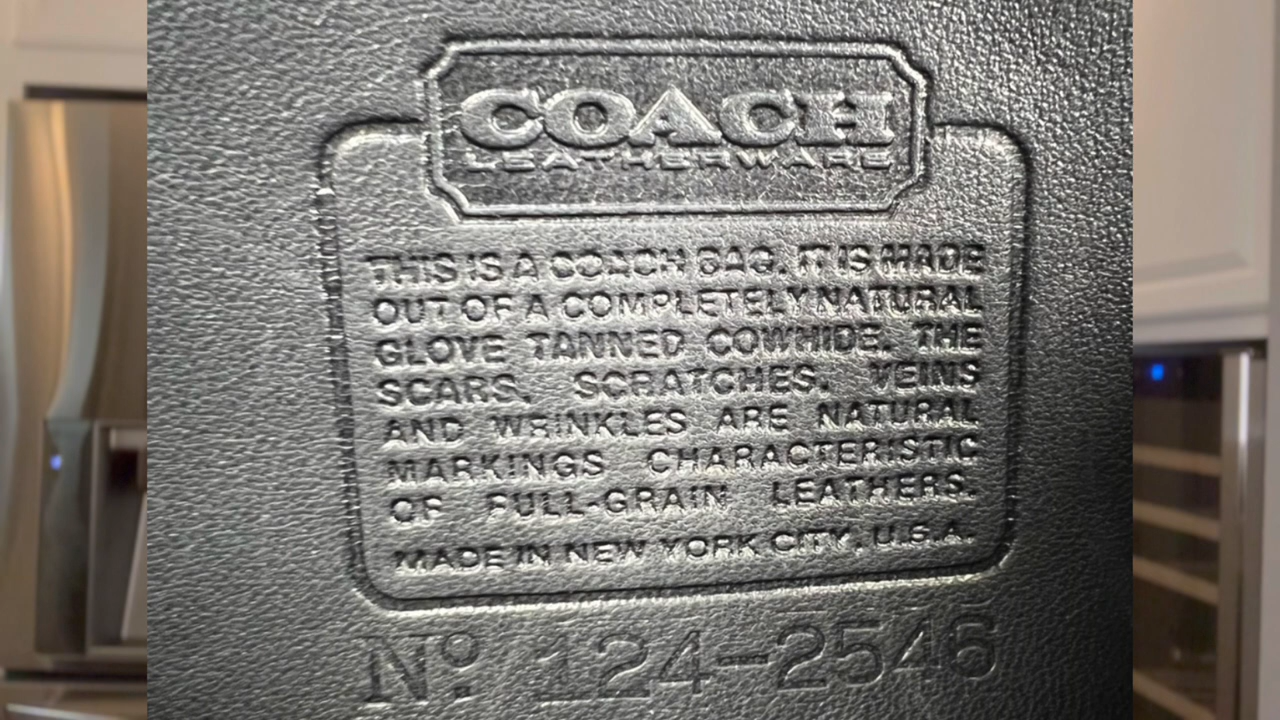 COACH
LEATHERWARE
THIS IS A COACH BAG. IT IS MADE
OUT OF A COMPLETELY NATURAL
GLOVE TANNED COWHIDE. THE
SCARS, SCRATCHES, VEINS
AND WRINKLES ARE NATURAL
MARKINGS CHARACTERISTIC
OF FULL-GRAIN LEATHERS.
MADE IN NEW YORK CITY, U.S.A.
Nº 124-2546